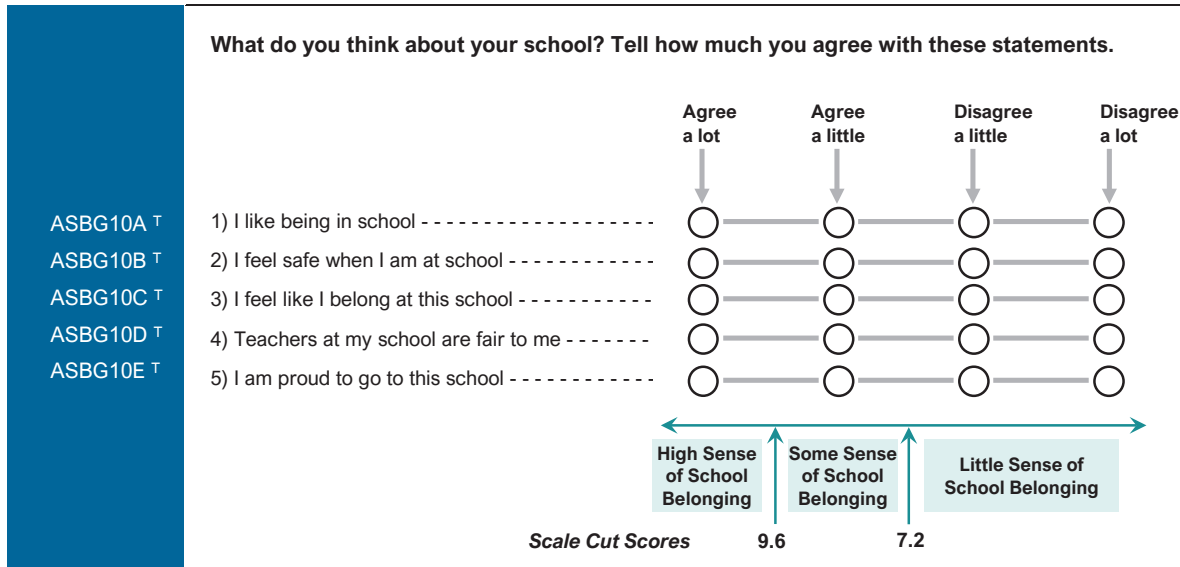 What do you think about your school? Tell how much you agree with these statements.
Agree a lot
Agree a little
Disagree a little
Disagree a lot
ASBG10A T
1) I like being in school - - - - - - - - - - - - - - - - - - -
ASBG10B T
2) I feel safe when I am at school - - - - - - - - - - - -
ASBG10C T
3) I feel like I belong at this school - - - - - - - - - - -
ASBG10D T
4) Teachers at my school are fair to me - - - - - - -
ASBG10E T
5) I am proud to go to this school - - - - - - - - - - - -
High Sense
of School
Belonging
Some Sense
of School
Belonging
Little Sense of
School Belonging
Scale Cut Scores 9.6 7.2